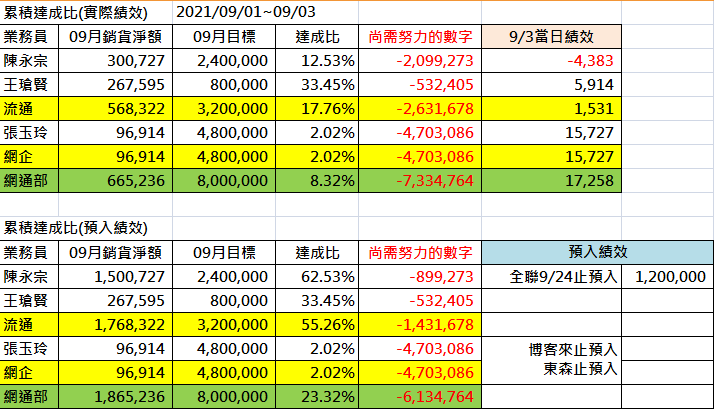 累積達成比(實際績效) 2021/09/01~09/03
業務員 09月銷貨淨額 09月目標 達成比 尚需努力的數字 9/3當日績效
陳永宗 300,727 2,400,000 12.53% -2,099,273 -4,383
王瑲賢 267,595 800,000 33.45% -532,405 5,914
流通 568,322 3,200,000 17.76% -2,631,678 1,531
張玉玲 96,914 4,800,000 2.02% -4,703,086 15,727
網企 96,914 4,800,000 2.02% -4,703,086 15,727
網通部 665,236 8,000,000 8.32% -7,334,764 17,258
累積達成比(預入績效)
業務員 09月銷貨淨額 09月目標 達成比 尚需努力的數字 預入績效
陳永宗 1,500,727 2,400,000 62.53% -899,273 全聯9/24止預入 1,200,000
王瑲賢 267,595 800,000 33.45% -532,405
流通 1,768,322 3,200,000 55.26% -1,431,678
張玉玲 96,914 4,800,000 2.02% -4,703,086 博客來止預入
網企 96,914 4,800,000 2.02% -4,703,086 東森止預入
網通部 1,865,236 8,000,000 23.32% -6,134,764